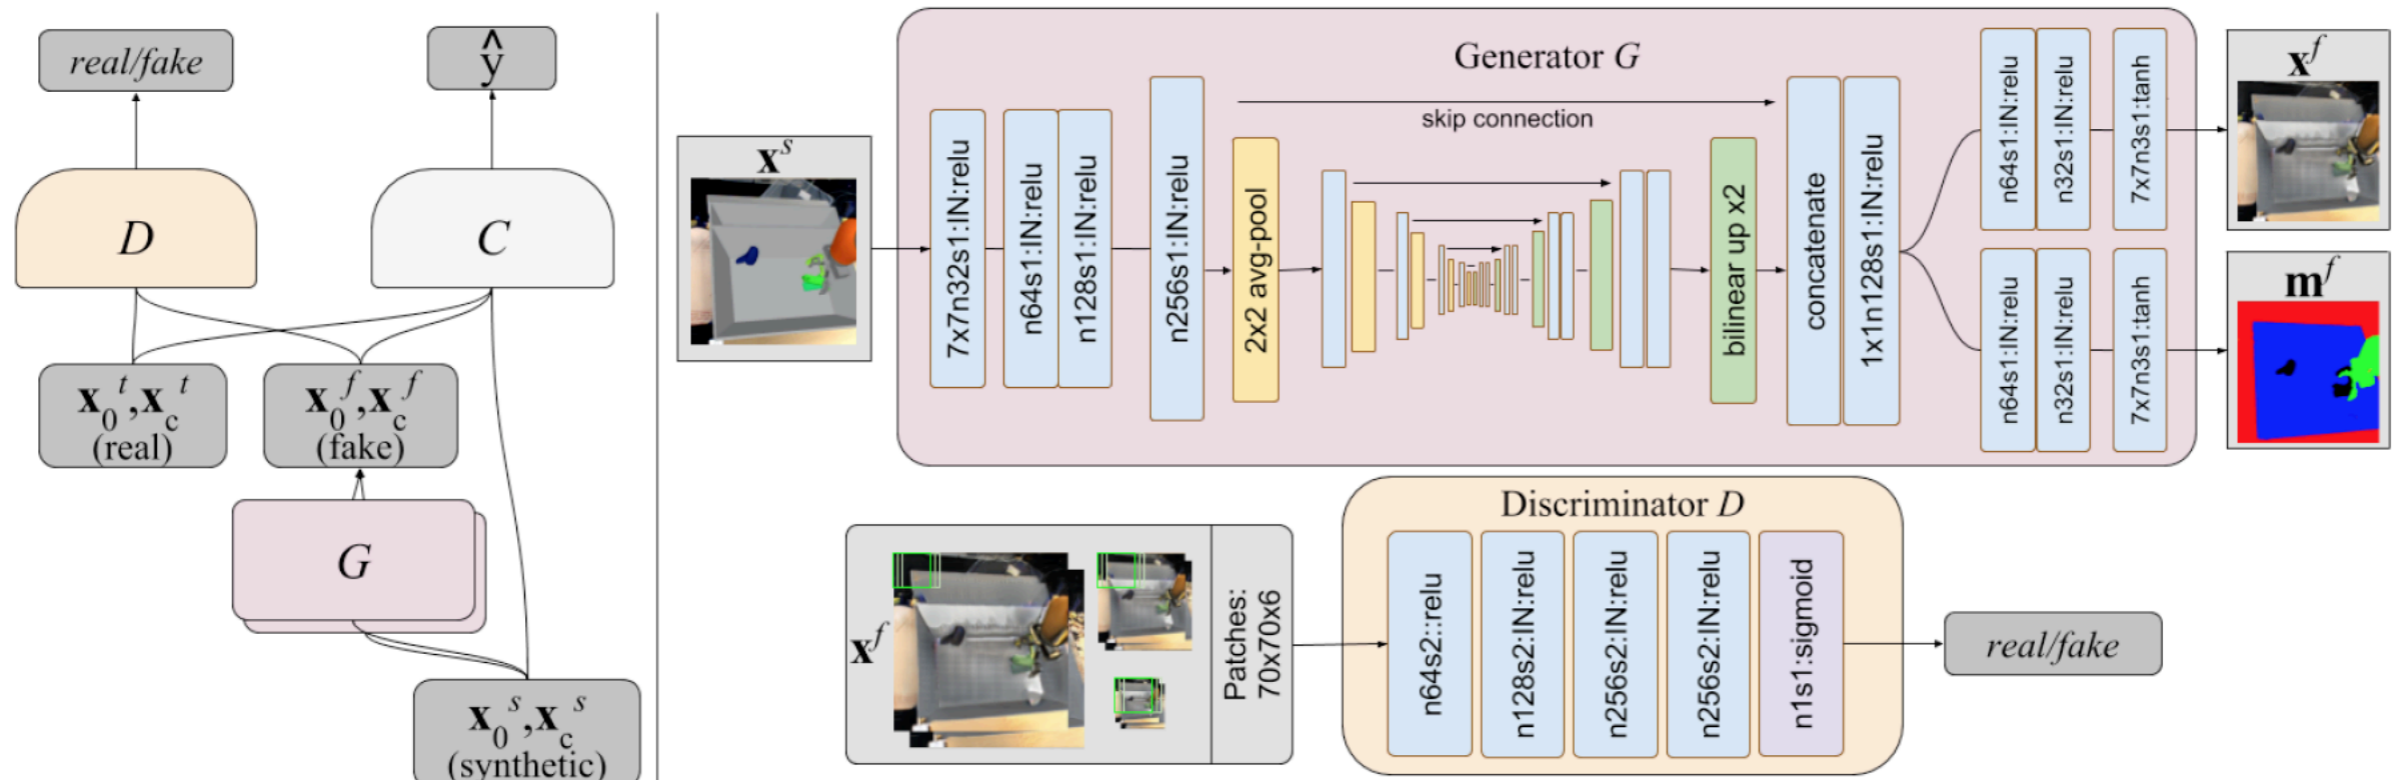 real/fake
ŷ
D
C
x₀ᵗ,x_cᵗ
(real)
x₀ᶠ,x_cᶠ
(fake)
G
x₀ˢ,x_cˢ
(synthetic)
Generator G
xˢ
7x7n32s1:IN:relu
n64s1:IN:relu
n128s1:IN:relu
n256s1:IN:relu
2x2 avg-pool
skip connection
bilinear up x2
concatenate
1x1n128s1:IN:relu
n64s1:IN:relu
n32s1:IN:relu
7x7n3s1:tanh
xᶠ
n64s1:IN:relu
n32s1:IN:relu
7x7n3s1:tanh
mᶠ
xᶠ
Patches:
70x70x6
Discriminator D
n64s2::relu
n128s2:IN:relu
n256s2:IN:relu
n256s2:IN:relu
n1s1:sigmoid
real/fake